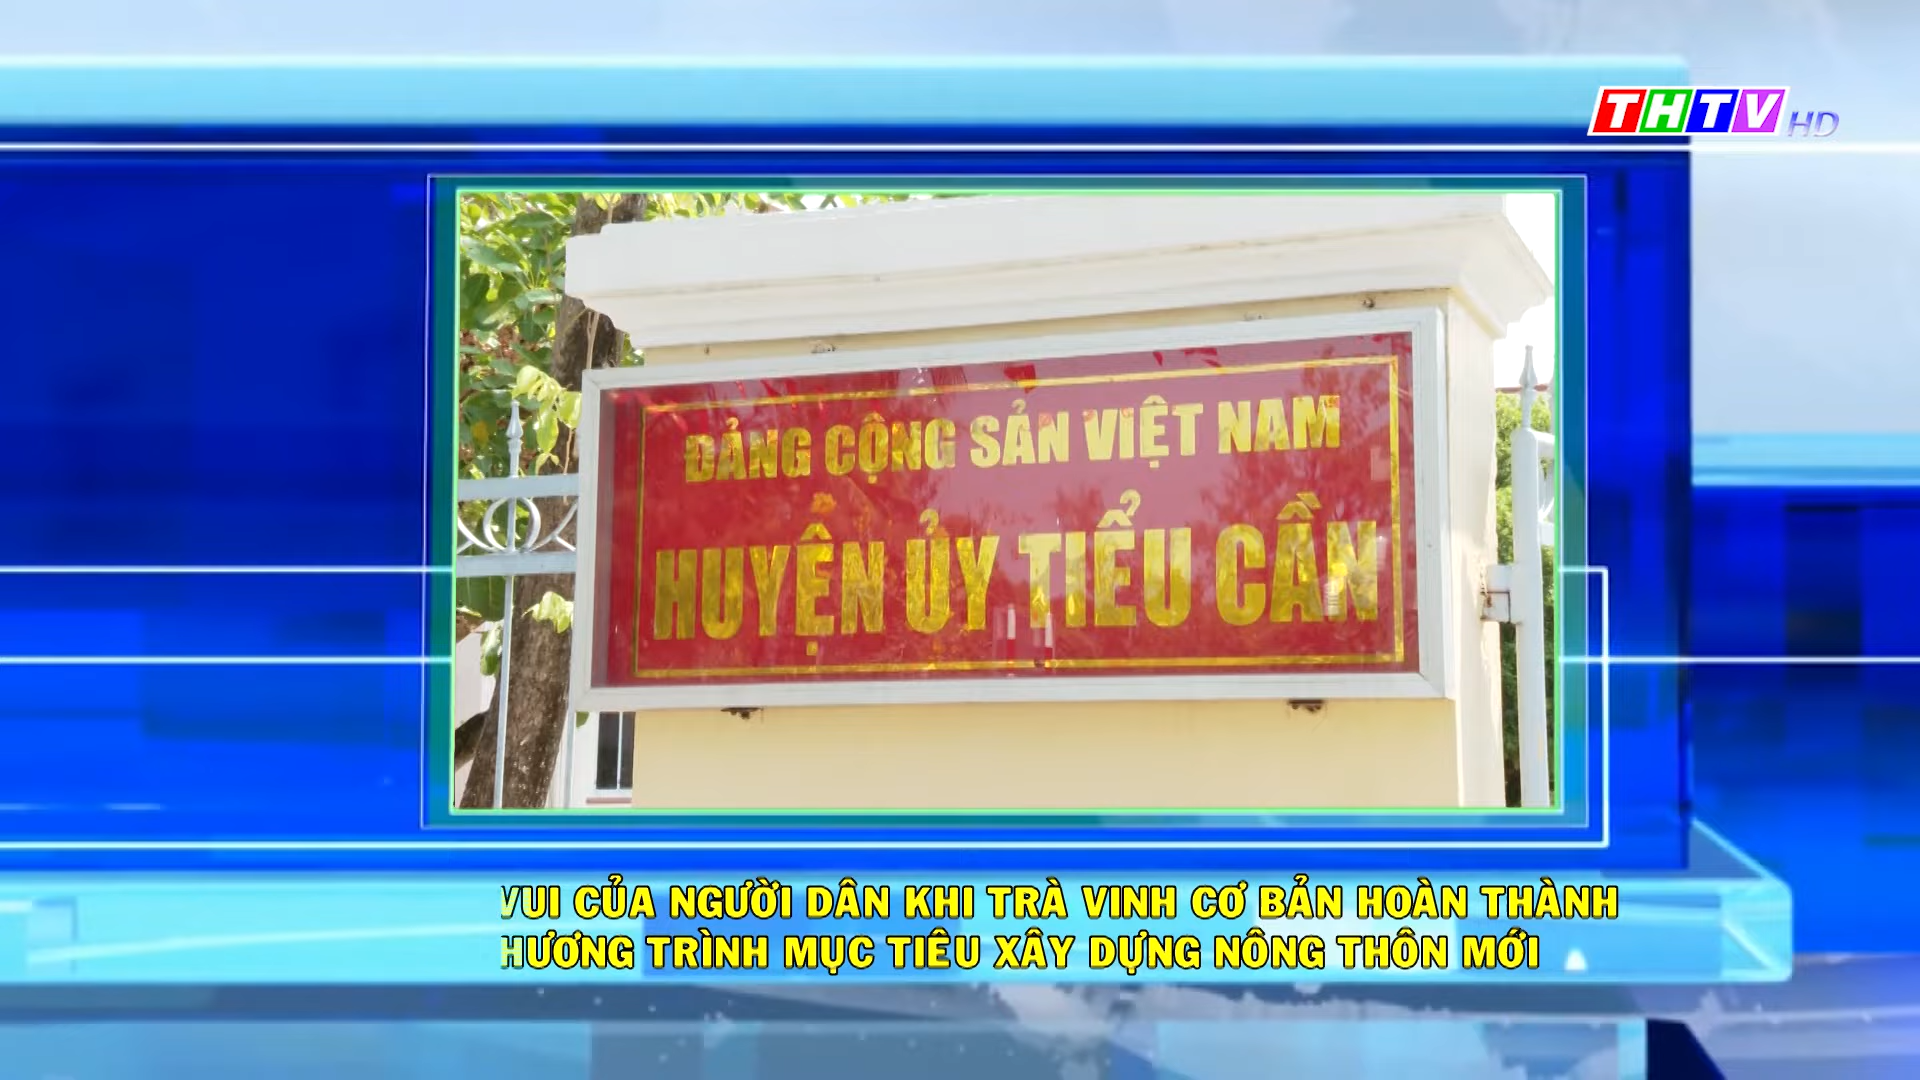 THTV HD
ĐẢNG CỘNG SẢN VIỆT NAM
HUYỆN ỦY TIỂU CẦN
VUI CỦA NGƯỜI DÂN KHI TRÀ VINH CƠ BẢN HOÀN THÀNH
HƯƠNG TRÌNH MỤC TIÊU XÂY DỰNG NÔNG THÔN MỚI